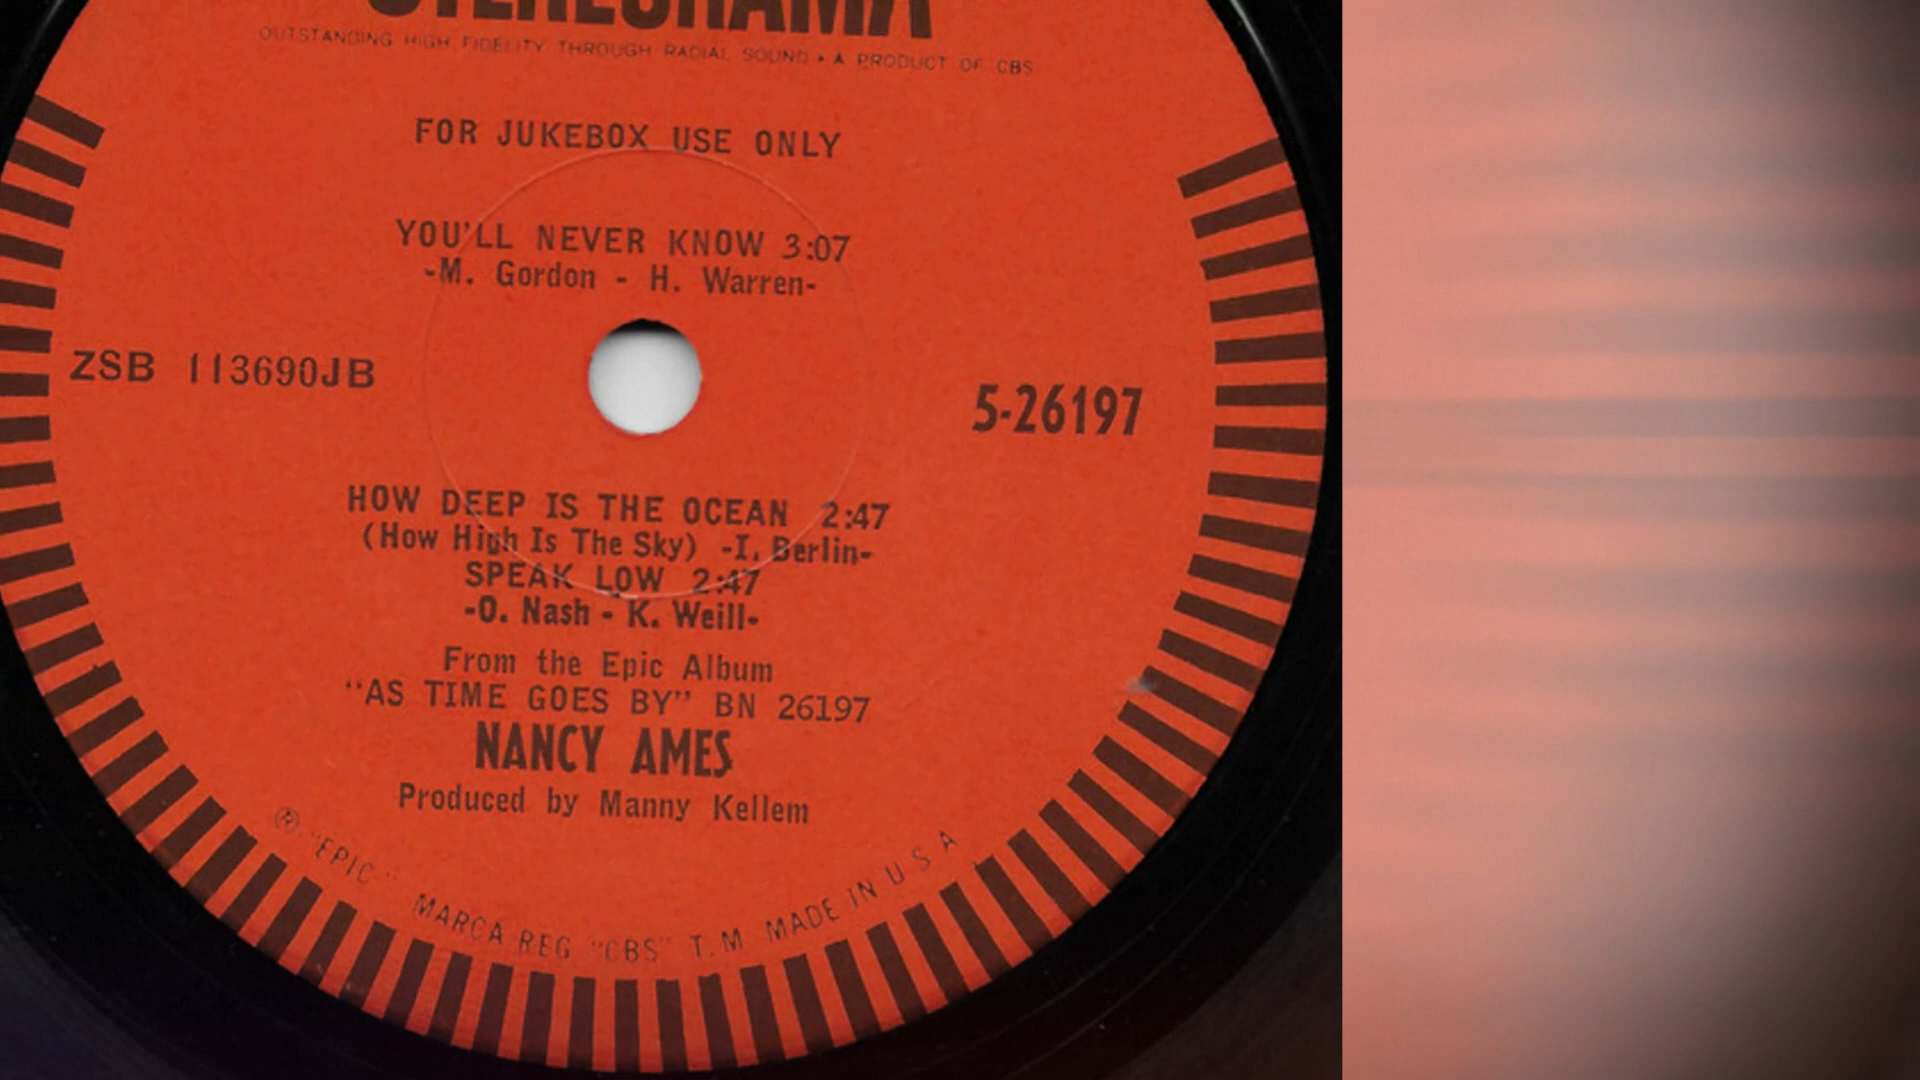 STEREORAMA
OUTSTANDING HIGH FIDELITY THROUGH RADIAL SOUND • A PRODUCT OF CBS
FOR JUKEBOX USE ONLY
YOU'LL NEVER KNOW 3:07
-M. Gordon - H. Warren-
ZSB 113690JB
5-26197
HOW DEEP IS THE OCEAN 2:47
(How High Is The Sky) -I. Berlin-
SPEAK LOW 2:47
-O. Nash - K. Weill-
From the Epic Album
“AS TIME GOES BY” BN 26197
NANCY AMES
Produced by Manny Kellem
® "EPIC" MARCA REG "CBS" T.M MADE IN U S A